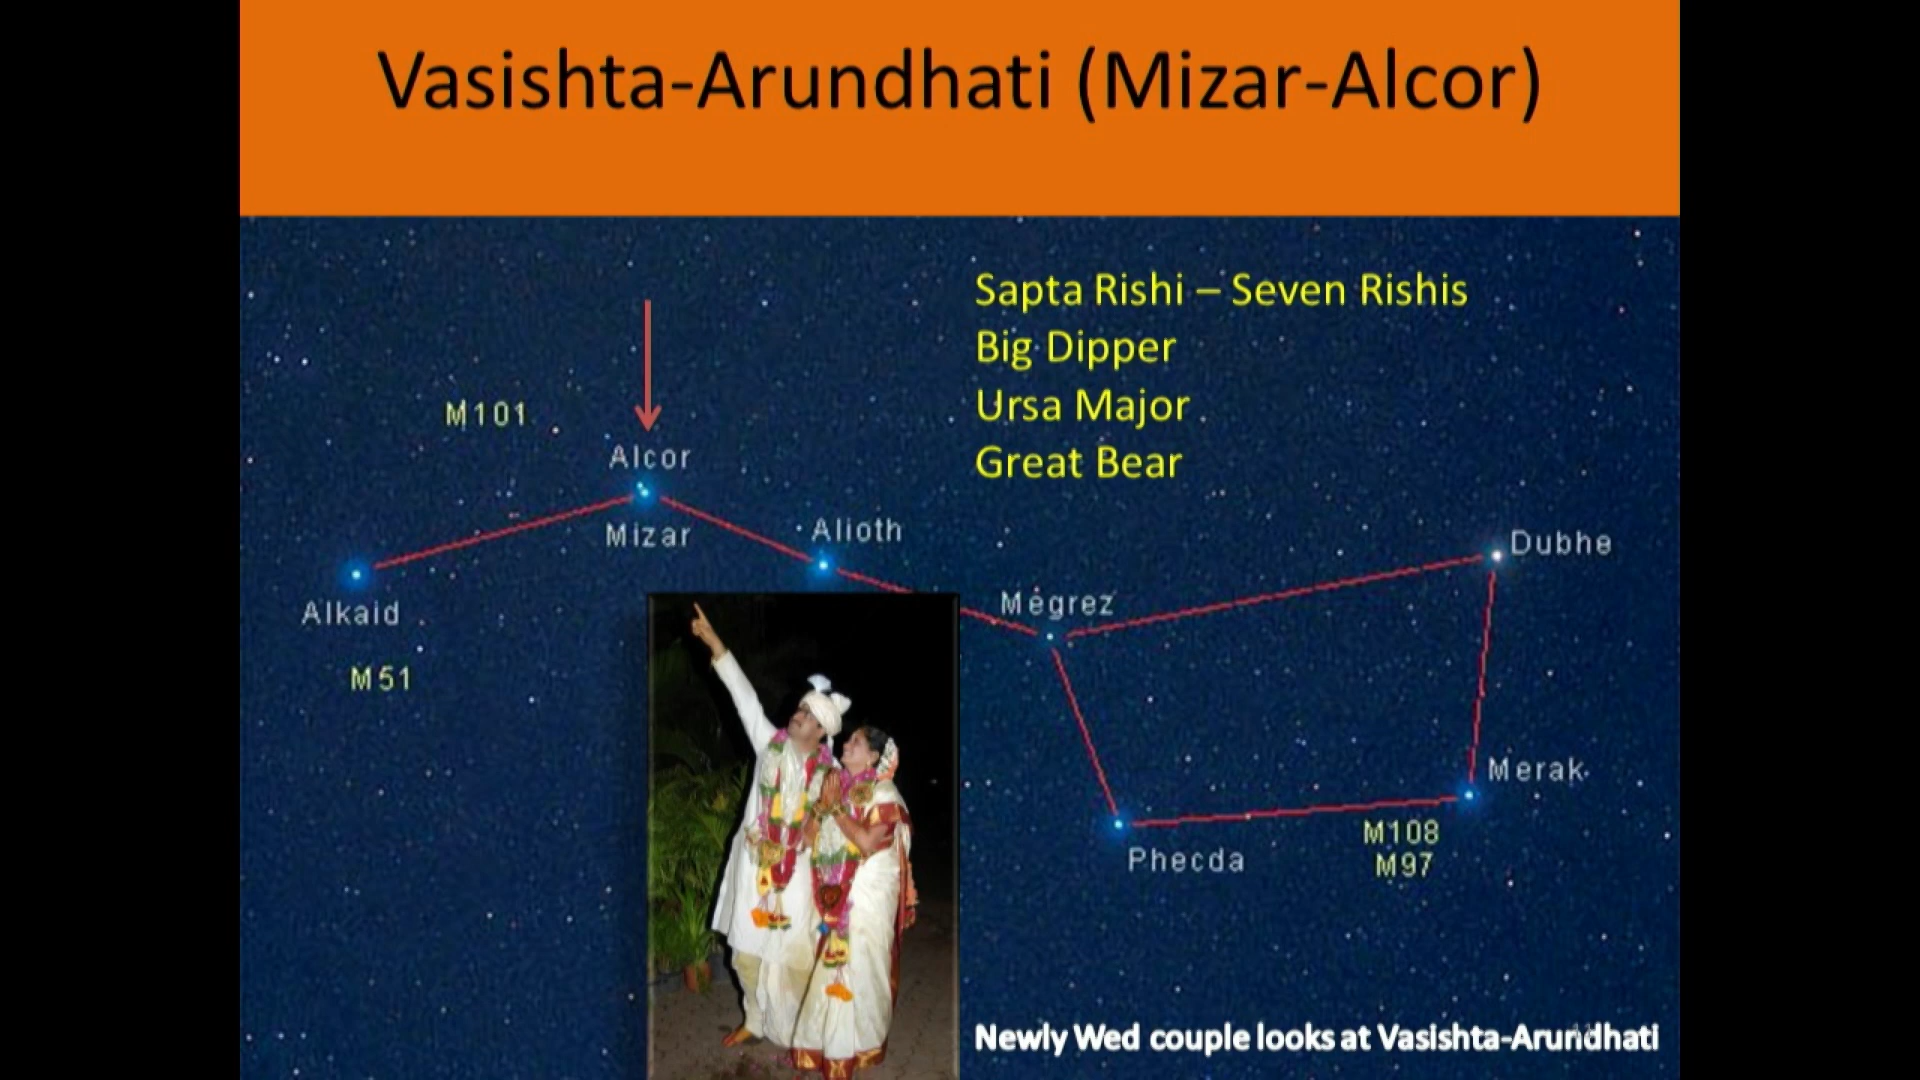 Vasishta-Arundhati (Mizar-Alcor)
Sapta Rishi – Seven Rishis
Big Dipper
Ursa Major
Great Bear
M101
Alcor
Mizar
Alioth
Dubhe
Alkaid
Megrez
M51
Merak
M108
M97
Phecda
Newly Wed couple looks at Vasishta-Arundhati